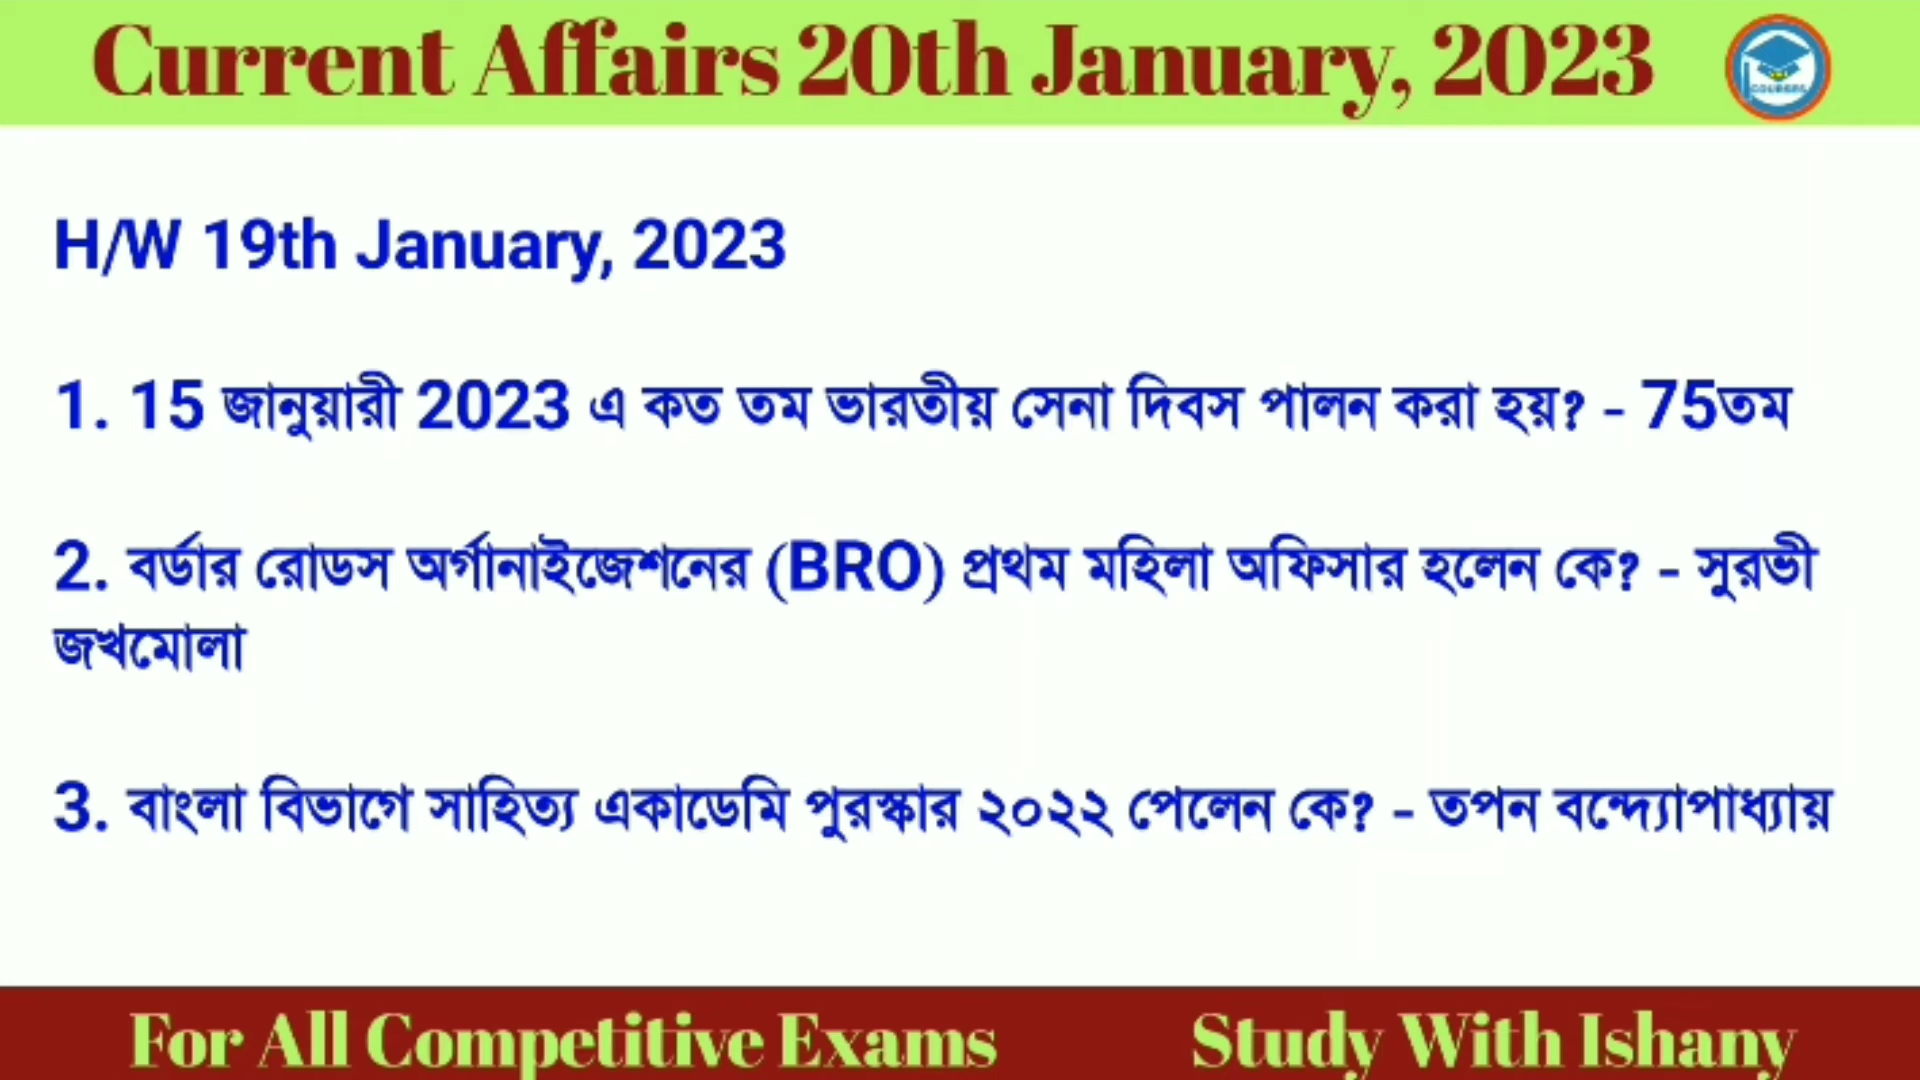 Current Affairs 20th January, 2023
COURSES
H/W 19th January, 2023
1. 15 জানুয়ারী 2023 এ কত তম ভারতীয় সেনা দিবস পালন করা হয়? - 75তম
2. বর্ডার রোডস অর্গানাইজেশনের (BRO) প্রথম মহিলা অফিসার হলেন কে? - সুরভী
জখমোলা
3. বাংলা বিভাগে সাহিত্য একাডেমি পুরস্কার ২০২২ পেলেন কে? - তপন বন্দ্যোপাধ্যায়
For All Competitive Exams Study With Ishany